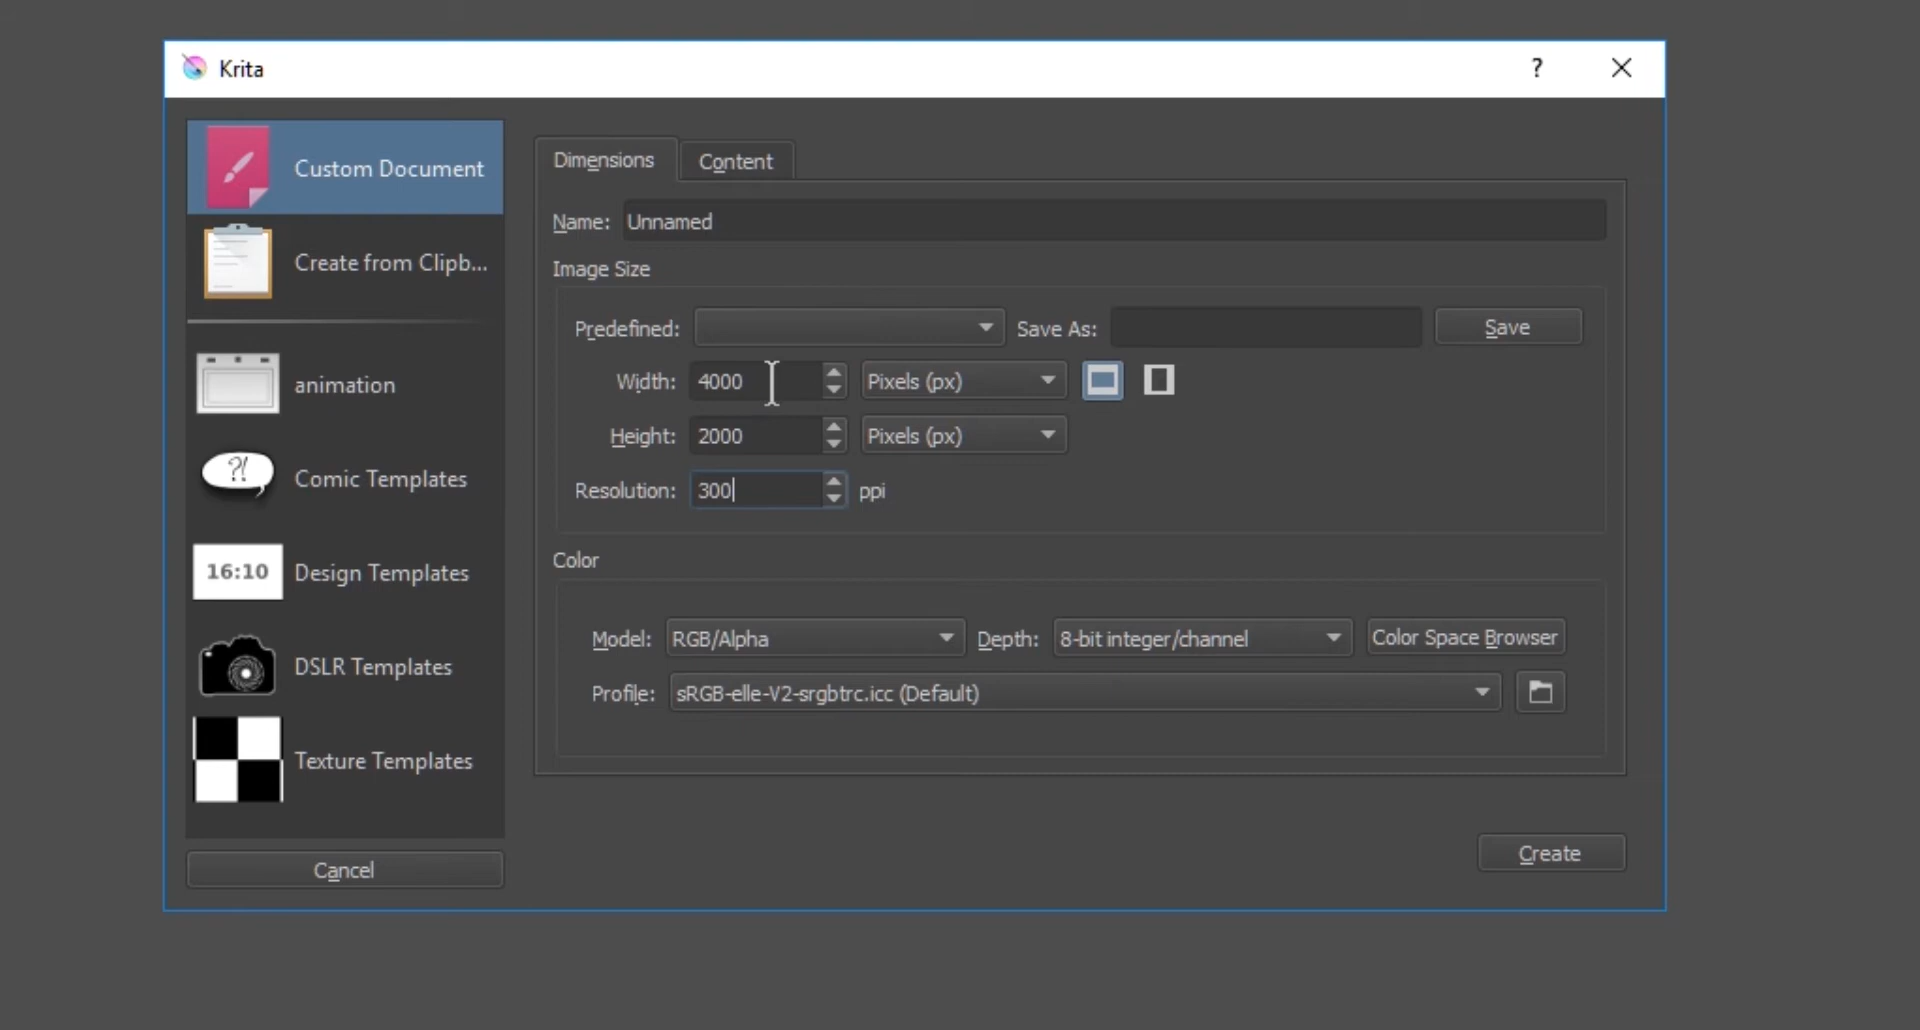 Krita
?
Custom Document
Create from Clipb...
animation
?!
Comic Templates
16:10
Design Templates
DSLR Templates
Texture Templates
Cancel
Dimensions Content
Name: Unnamed
Image Size
Predefined: Save As: Save
Width: 4000 Pixels (px)
Height: 2000 Pixels (px)
Resolution: 300 ppi
Color
Model: RGB/Alpha Depth: 8-bit integer/channel Color Space Browser
Profile: sRGB-elle-V2-srgbtrc.icc (Default)
Create